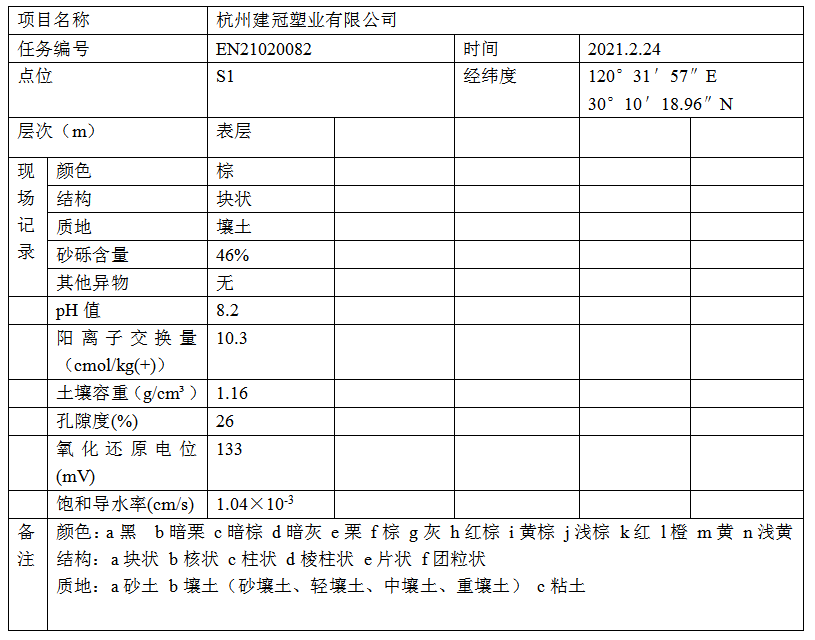 项目名称 杭州建冠塑业有限公司
任务编号 EN21020082 时间 2021.2.24
点位 S1 经纬度 120°31′57″E
30°10′18.96″N
层次（m） 表层
现场记录
颜色 棕
结构 块状
质地 壤土
砂砾含量 46%
其他异物 无
pH 值 8.2
阳离子交换量 10.3
（cmol/kg(+)）
土壤容重（g/cm³） 1.16
孔隙度(%) 26
氧化还原电位 133
(mV)
饱和导水率(cm/s) 1.04×10⁻³
备注
颜色：a 黑 b 暗栗 c 暗棕 d 暗灰 e 栗 f 棕 g 灰 h 红棕 i 黄棕 j 浅棕 k 红 l 橙 m 黄 n 浅黄
结构：a 块状 b 核状 c 柱状 d 棱柱状 e 片状 f 团粒状
质地：a 砂土 b 壤土（砂壤土、轻壤土、中壤土、重壤土） c 粘土